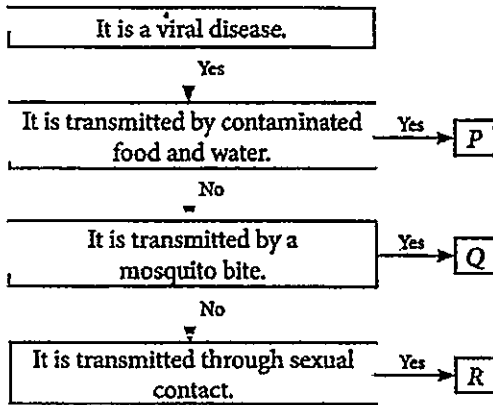 It is a viral disease.
Yes
It is transmitted by contaminated
food and water.
Yes
P
No
It is transmitted by a
mosquito bite.
Yes
Q
No
It is transmitted through sexual
contact.
Yes
R